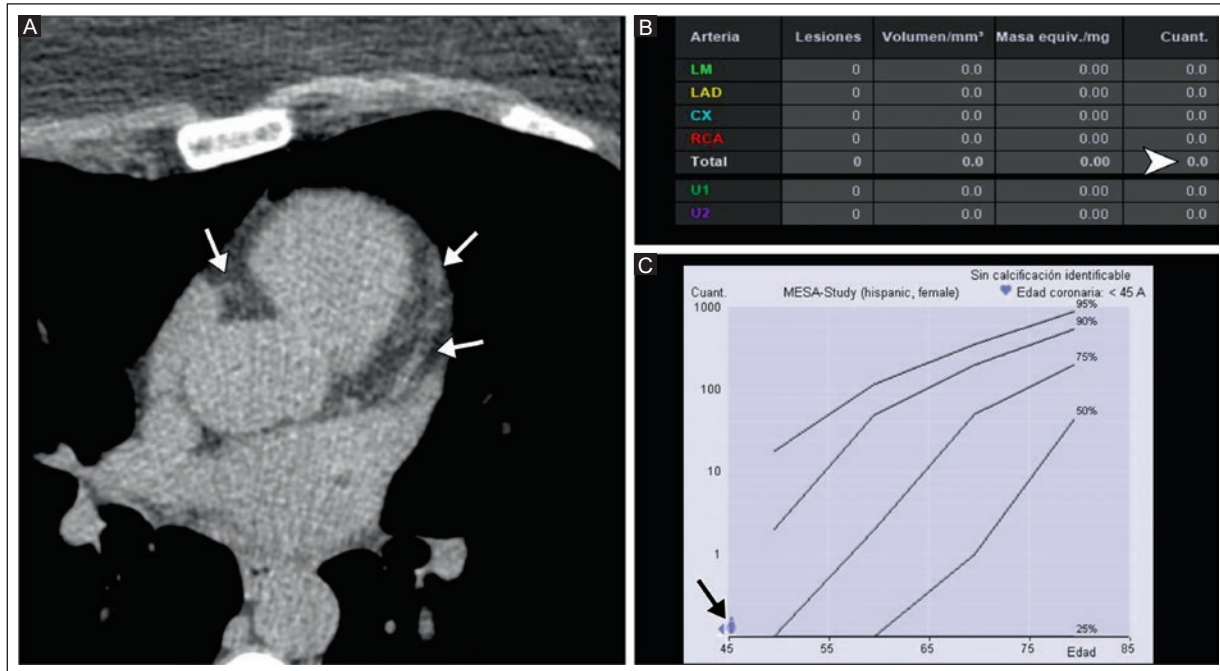 A
B
Arteria Lesiones Volumen/mm³ Masa equiv./mg Cuant.
LM 0 0.0 0.00 0.0
LAD 0 0.0 0.00 0.0
CX 0 0.0 0.00 0.0
RCA 0 0.0 0.00 0.0
Total 0 0.0 0.00 0.0
U1 0 0.0 0.00 0.0
U2 0 0.0 0.00 0.0
C
Sin calcificación identificable
Cuant. MESA-Study (hispanic, female) Edad coronaria: < 45 A
1000
95%
90%
75%
100
50%
10
1
25%
45 55 65 75 Edad 85